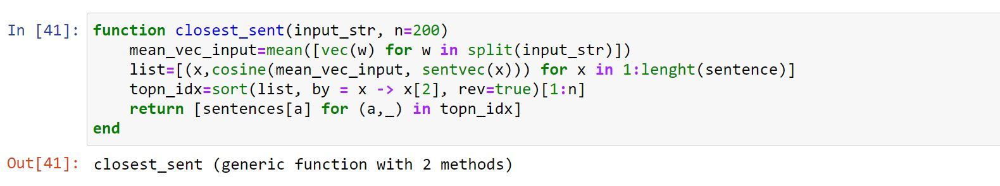 In [41]: function closest_sent(input_str, n=200)
    mean_vec_input=mean([vec(w) for w in split(input_str)])
    list=[(x,cosine(mean_vec_input, sentvec(x))) for x in 1:lenght(sentence)]
    topn_idx=sort(list, by = x -> x[2], rev=true)[1:n]
    return [sentences[a] for (a,_) in topn_idx]
end
Out[41]: closest_sent (generic function with 2 methods)